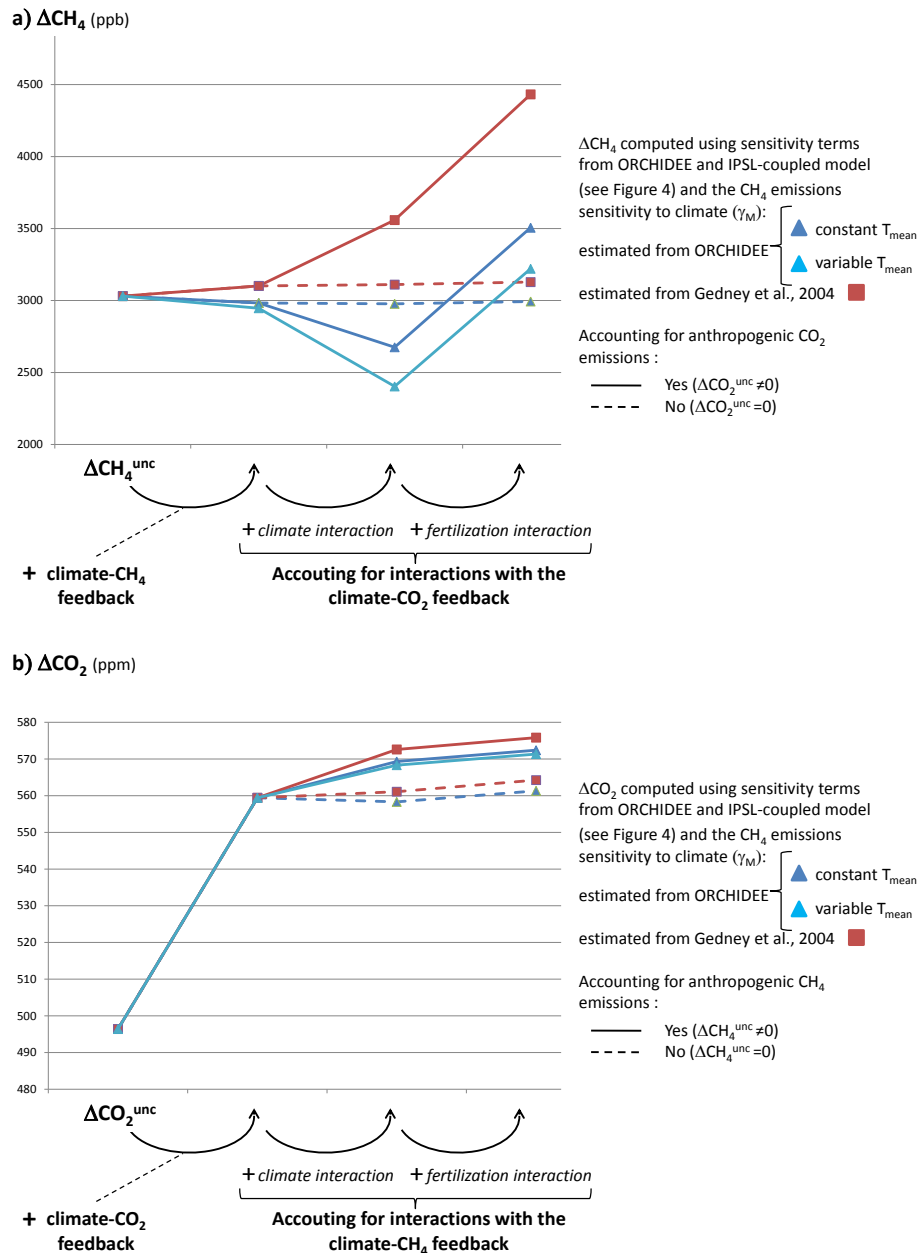 a) ΔCH₄ (ppb)
4500
4000
3500
3000
2500
2000
ΔCH₄ᵘⁿᶜ
+ climate interaction
+ fertilization interaction
+ climate-CH₄
feedback
Accouting for interactions with the
climate-CO₂ feedback
ΔCH₄ computed using sensitivity terms
from ORCHIDEE and IPSL-coupled model
(see Figure 4) and the CH₄ emissions
sensitivity to climate (γM):
constant Tmean
estimated from ORCHIDEE
variable Tmean
estimated from Gedney et al., 2004
Accounting for anthropogenic CO₂
emissions :
Yes (ΔCO₂ᵘⁿᶜ ≠0)
No (ΔCO₂ᵘⁿᶜ =0)
b) ΔCO₂ (ppm)
580
570
560
550
540
530
520
510
500
490
480
ΔCO₂ᵘⁿᶜ
+ climate interaction
+ fertilization interaction
+ climate-CO₂
feedback
Accouting for interactions with the
climate-CH₄ feedback
ΔCO₂ computed using sensitivity terms
from ORCHIDEE and IPSL-coupled model
(see Figure 4) and the CH₄ emissions
sensitivity to climate (γM):
constant Tmean
estimated from ORCHIDEE
variable Tmean
estimated from Gedney et al., 2004
Accounting for anthropogenic CH₄
emissions :
Yes (ΔCH₄ᵘⁿᶜ ≠0)
No (ΔCH₄ᵘⁿᶜ =0)